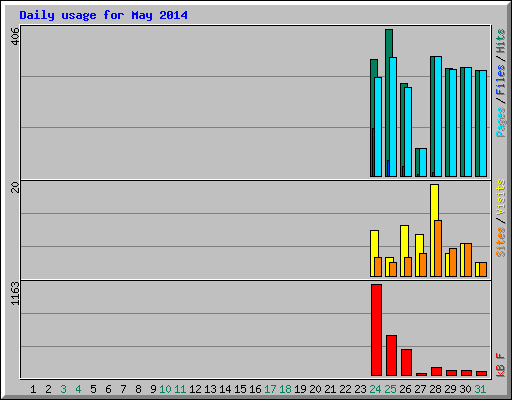 Daily usage for May 2014
406
20
1163
Pages/Files/Hits
Sites/Visits
kB F
1 2 3 4 5 6 7 8 9 10 11 12 13 14 15 16 17 18 19 20 21 22 23 24 25 26 27 28 29 30 31